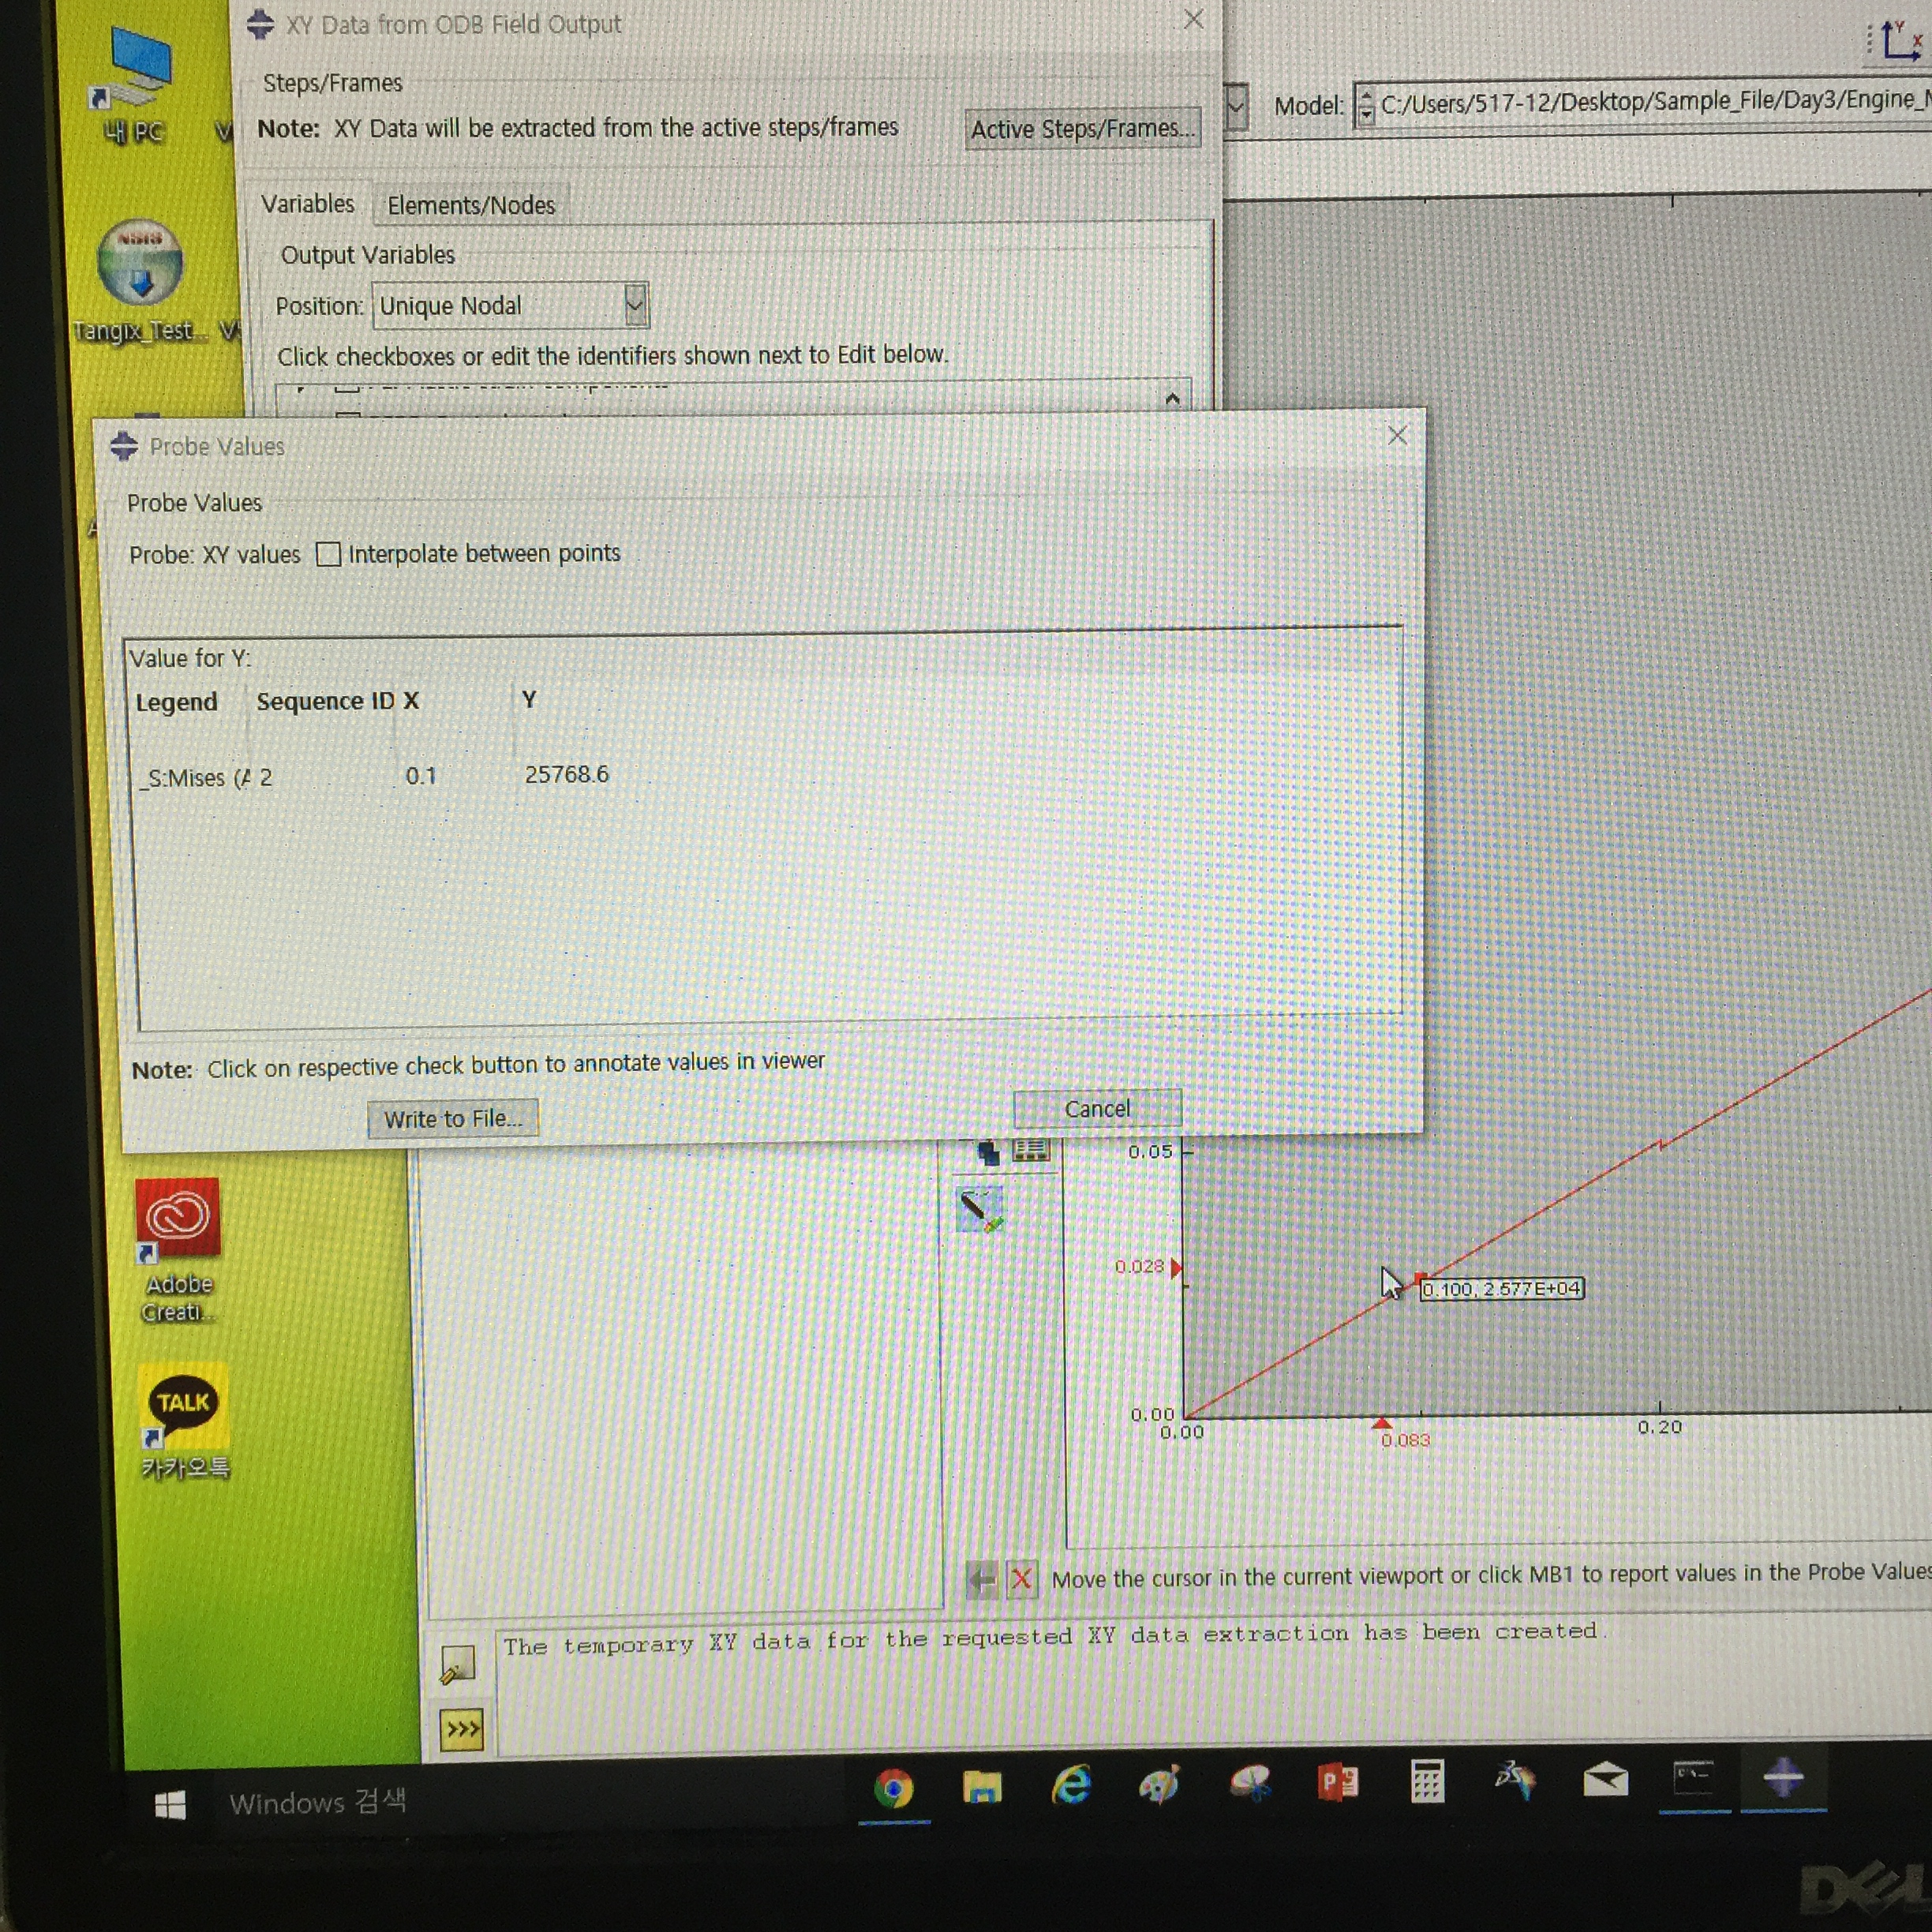 XY Data from ODB Field Output
Steps/Frames
Note: XY Data will be extracted from the active steps/frames
Active Steps/Frames...
Model: C:/Users/517-12/Desktop/Sample_File/Day3/Engine_
Y
X
내 PC
V
Variables
Elements/Nodes
Output Variables
Position: Unique Nodal
NSIS
Tangix_Test...
Click checkboxes or edit the identifiers shown next to Edit below.
Probe Values
Probe Values
Probe: XY values Interpolate between points
Value for Y:
Legend Sequence ID X Y
_S:Mises (A 2 0.1 25768.6
Note: Click on respective check button to annotate values in viewer
Write to File...
Cancel
0.05
0.028
0.100, 2.577E+04
0.00
0.00
0.083
0.20
Adobe
Creati...
TALK
카카오톡
Move the cursor in the current viewport or click MB1 to report values in the Probe Values
The temporary XY data for the requested XY data extraction has been created.
>>>
Windows 검색
DELL